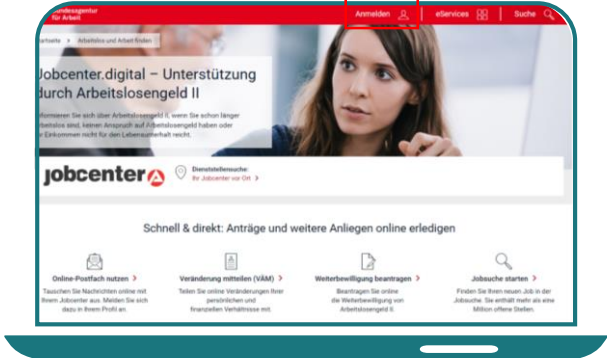 Bundesagentur
für Arbeit
Anmelden
eServices
Suche
Startseite > Arbeitslos und Arbeit finden
Jobcenter.digital – Unterstützung
durch Arbeitslosengeld II
Informieren Sie sich über Arbeitslosengeld II, wenn Sie schon länger
arbeitslos sind, keinen Anspruch auf Arbeitslosengeld haben oder
Ihr Einkommen nicht für den Lebensunterhalt reicht.
jobcenter
Dienststellensuche:
Ihr Jobcenter vor Ort >
Schnell & direkt: Anträge und weitere Anliegen online erledigen
Online-Postfach nutzen >
Tauschen Sie Nachrichten online mit
Ihrem Jobcenter aus. Melden Sie sich
dazu in Ihrem Profil an.
Veränderung mitteilen (VÄM) >
Teilen Sie online Veränderungen Ihrer
persönlichen und
finanziellen Verhältnisse mit.
Weiterbewilligung beantragen >
Beantragen Sie online
die Weiterbewilligung von
Arbeitslosengeld II.
Jobsuche starten >
Finden Sie Ihren neuen Job in der
Jobsuche. Sie enthält mehr als eine
Million offene Stellen.